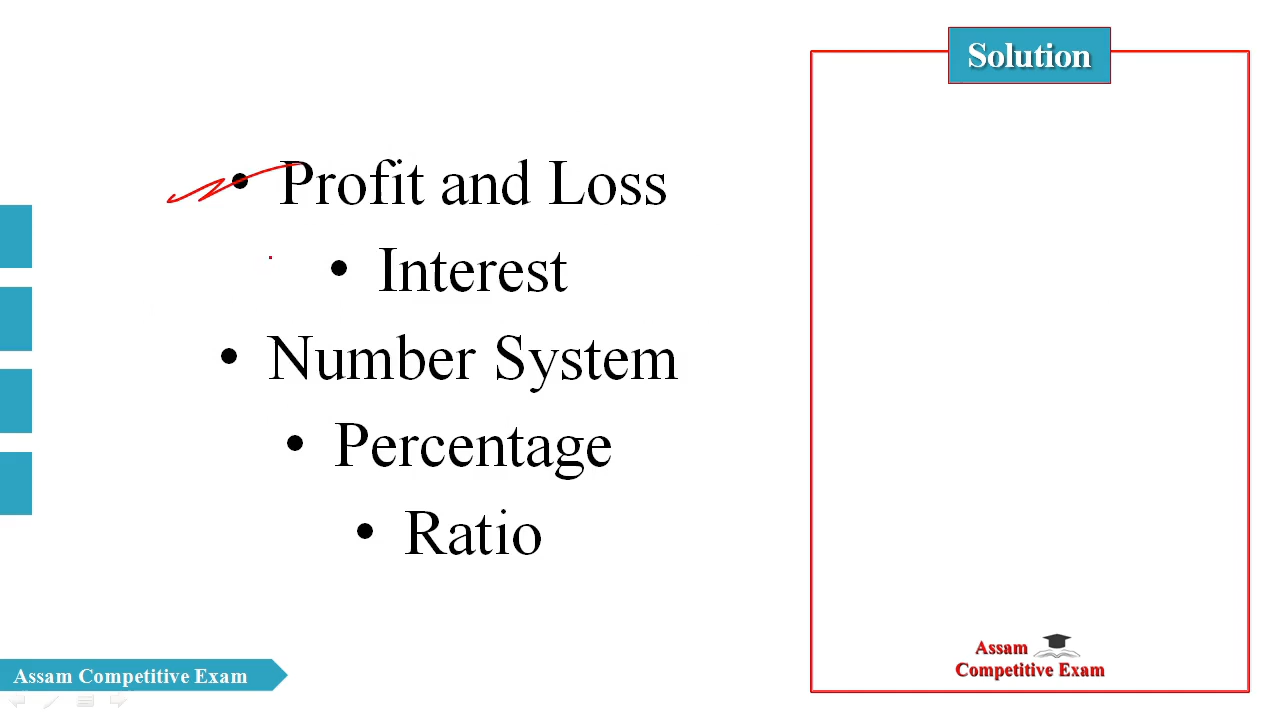 Solution
• Profit and Loss
• Interest
• Number System
• Percentage
• Ratio
Assam Competitive Exam
Assam
Competitive Exam